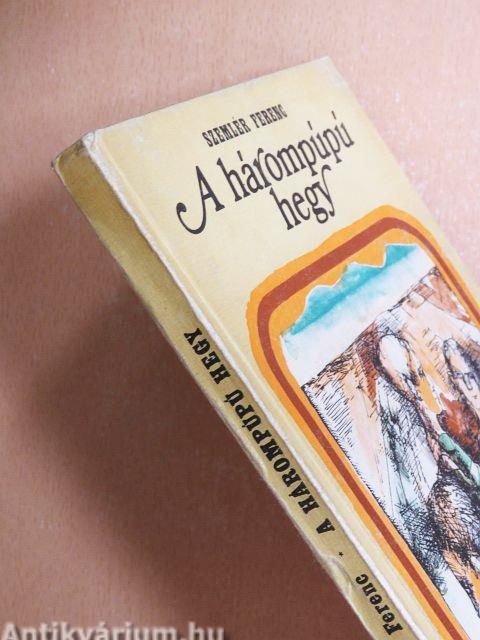 SZEMLÉR FERENC
A hárompúpú
hegy
Ferenc * A HÁROMPÚPÚ HEGY
Antikvárium.hu